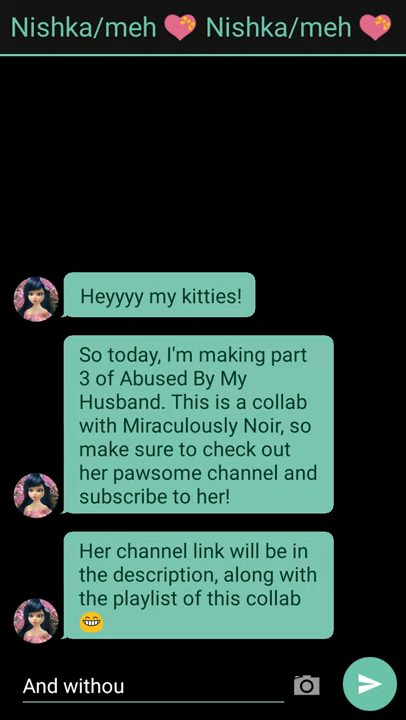 Nishka/meh 💝 Nishka/meh 💝
Heyyyy my kitties!
So today, I'm making part
3 of Abused By My
Husband. This is a collab
with Miraculously Noir, so
make sure to check out
her pawsome channel and
subscribe to her!
Her channel link will be in
the description, along with
the playlist of this collab
😁
And withou